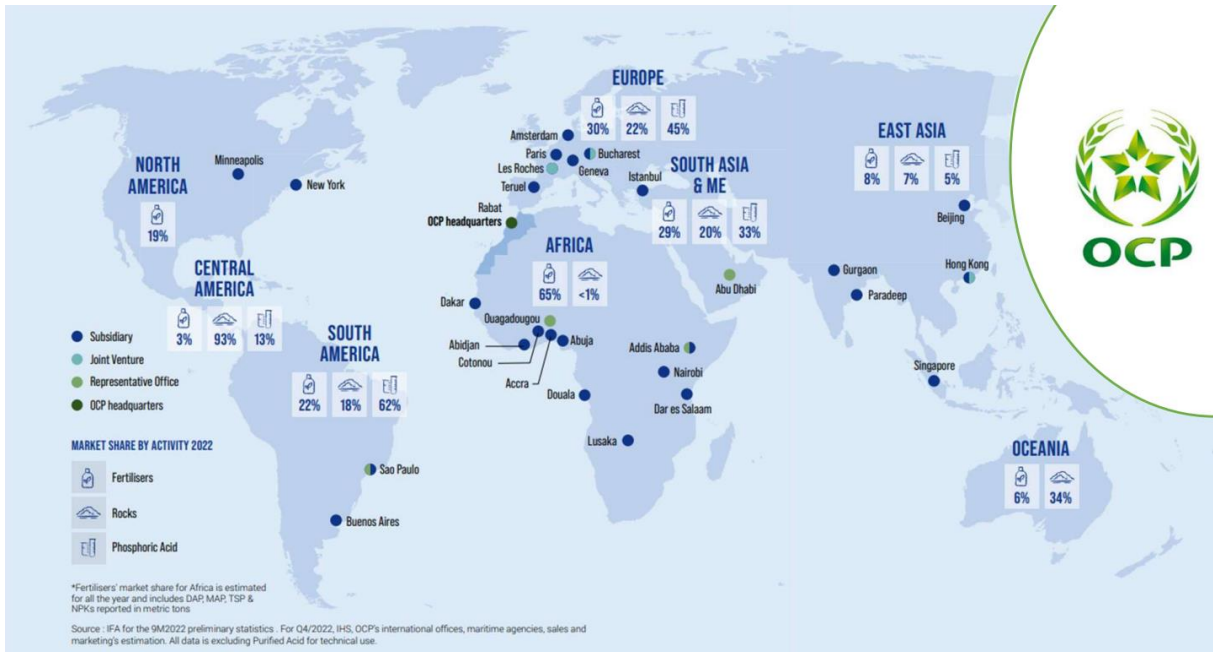 EUROPE
30% 22% 45%
Amsterdam
Paris
Bucharest
Les Roches
Geneva
Teruel
Istanbul
Rabat
OCP headquarters
NORTH
AMERICA
19%
Minneapolis
New York
CENTRAL
AMERICA
3% 93% 13%
SOUTH
AMERICA
22% 18% 62%
Sao Paulo
Buenos Aires
AFRICA
65% <1%
Dakar
Ouagadougou
Abidjan
Cotonou
Accra
Abuja
Douala
Addis Ababa
Nairobi
Dar es Salaam
Lusaka
SOUTH ASIA
& ME
29% 20% 33%
Abu Dhabi
Gurgaon
Paradeep
EAST ASIA
8% 7% 5%
Beijing
Hong Kong
Singapore
OCEANIA
6% 34%
OCP
Subsidiary
Joint Venture
Representative Office
OCP headquarters
MARKET SHARE BY ACTIVITY 2022
Fertilisers
Rocks
Phosphoric Acid
*Fertilisers' market share for Africa is estimated
for all the year and includes DAP, MAP, TSP &
NPKs reported in metric tons
Source : IFA for the 9M2022 preliminary statistics . For Q4/2022, IHS, OCP's international offices, maritime agencies, sales and
marketing's estimation. All data is excluding Purified Acid for technical use.